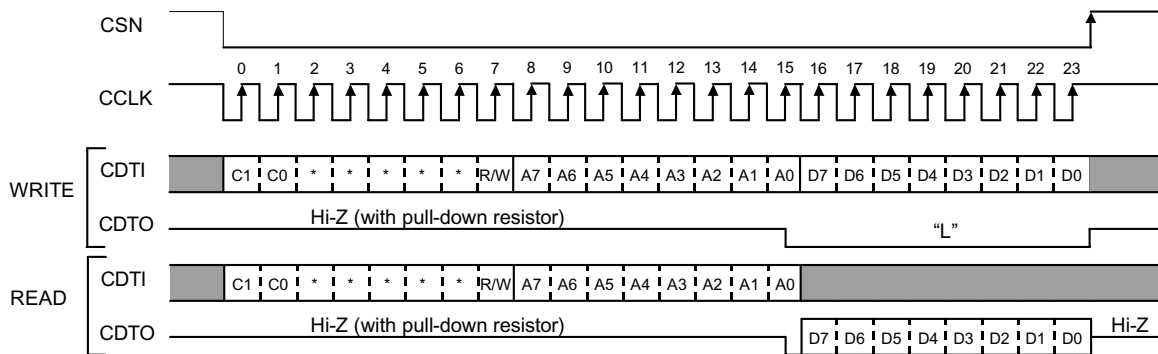 CSN
0 1 2 3 4 5 6 7 8 9 10 11 12 13 14 15 16 17 18 19 20 21 22 23
CCLK
WRITE
CDTI C1 C0 * * * * * R/W A7 A6 A5 A4 A3 A2 A1 A0 D7 D6 D5 D4 D3 D2 D1 D0
CDTO Hi-Z (with pull-down resistor) “L”
READ
CDTI C1 C0 * * * * * R/W A7 A6 A5 A4 A3 A2 A1 A0
CDTO Hi-Z (with pull-down resistor) D7 D6 D5 D4 D3 D2 D1 D0 Hi-Z